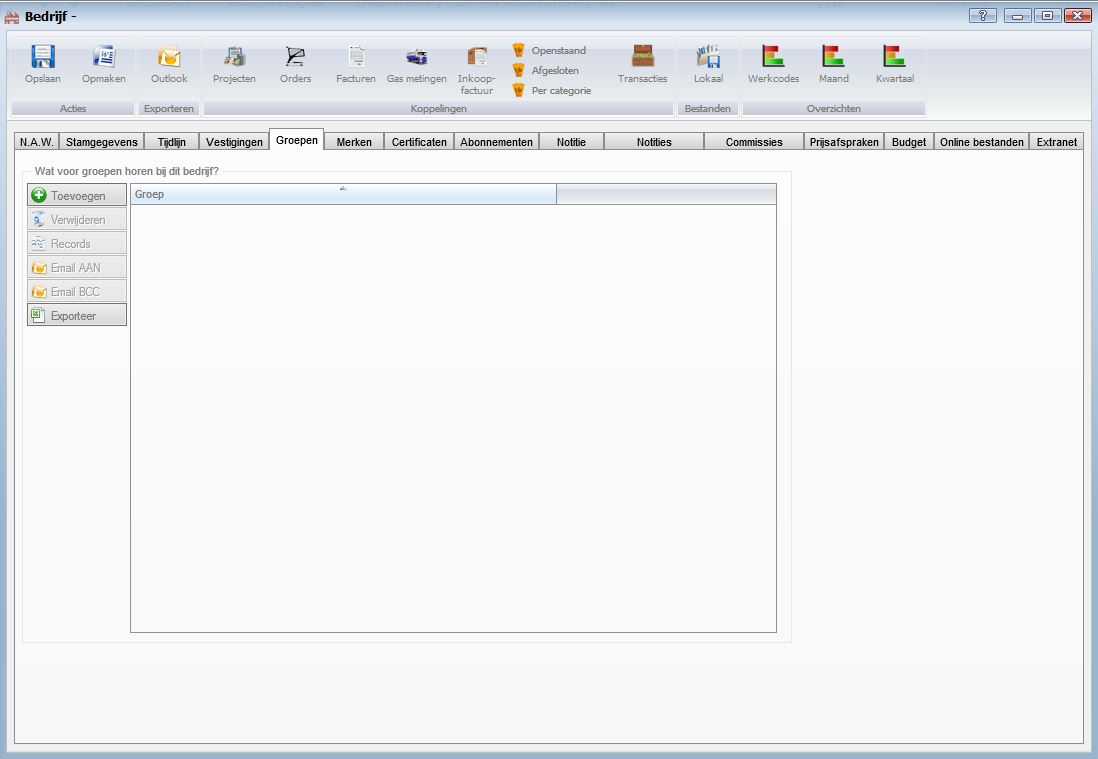 Bedrijf -
Opslaan
Opmaken
Acties
Outlook
Exporteren
Projecten
Orders
Facturen
Gas metingen
Inkoop-
factuur
Openstaand
Afgesloten
Per categorie
Transacties
Koppelingen
Lokaal
Bestanden
Werkcodes
Maand
Kwartaal
Overzichten
N.A.W. Stamgegevens Tijdlijn Vestigingen Groepen Merken Certificaten Abonnementen Notitie Notities Commissies Prijsafspraken Budget Online bestanden Extranet
Wat voor groepen horen bij dit bedrijf?
Toevoegen
Verwijderen
Records
Email AAN
Email BCC
Exporteer
Groep